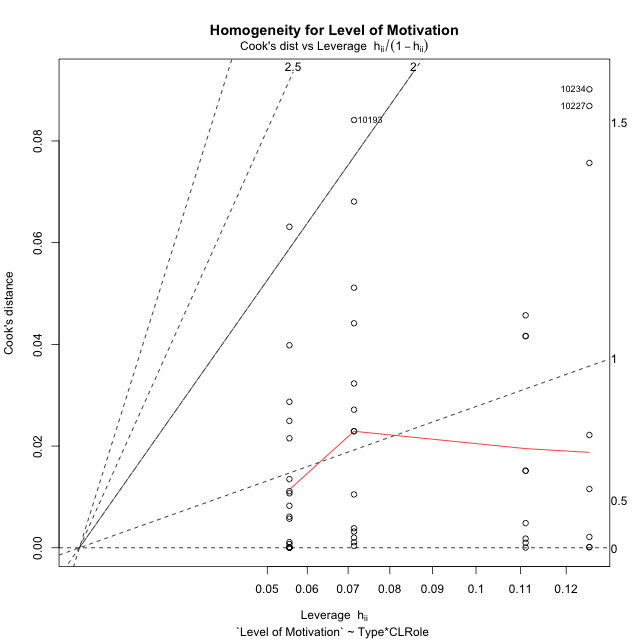 Homogeneity for Level of Motivation
Cook's dist vs Leverage hii/(1 − hii)
2.5
2
10234
10227
10193
1.5
1
0.5
0
0.08
0.06
0.04
0.02
0.00
Cook's distance
0.05 0.06 0.07 0.08 0.09 0.1 0.11 0.12
Leverage hii
`Level of Motivation` ~ Type*CLRole